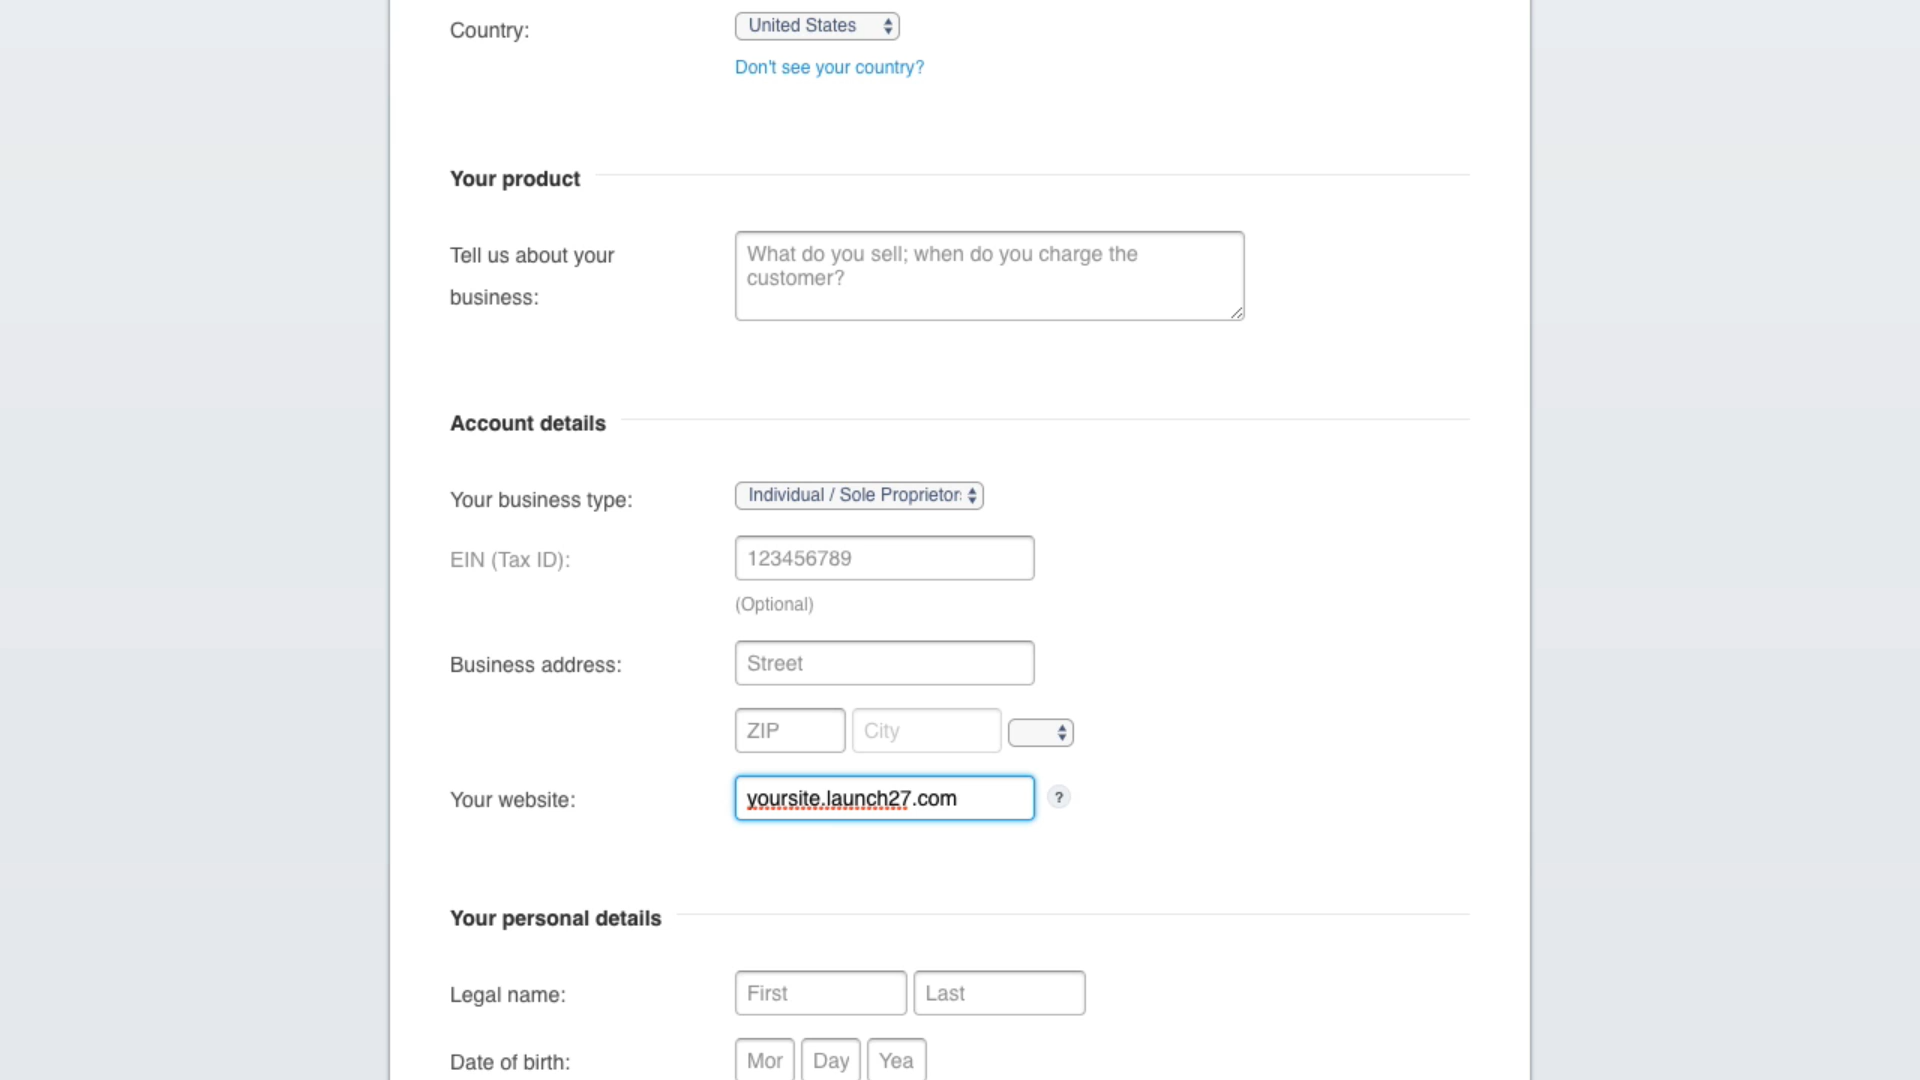 Country:
United States
Don't see your country?
Your product
Tell us about your
business:
What do you sell; when do you charge the
customer?
Account details
Your business type:
Individual / Sole Proprietor
EIN (Tax ID):
123456789
(Optional)
Business address:
Street
ZIP City
Your website:
yoursite.launch27.com ?
Your personal details
Legal name:
First Last
Date of birth:
Mor Day Yea